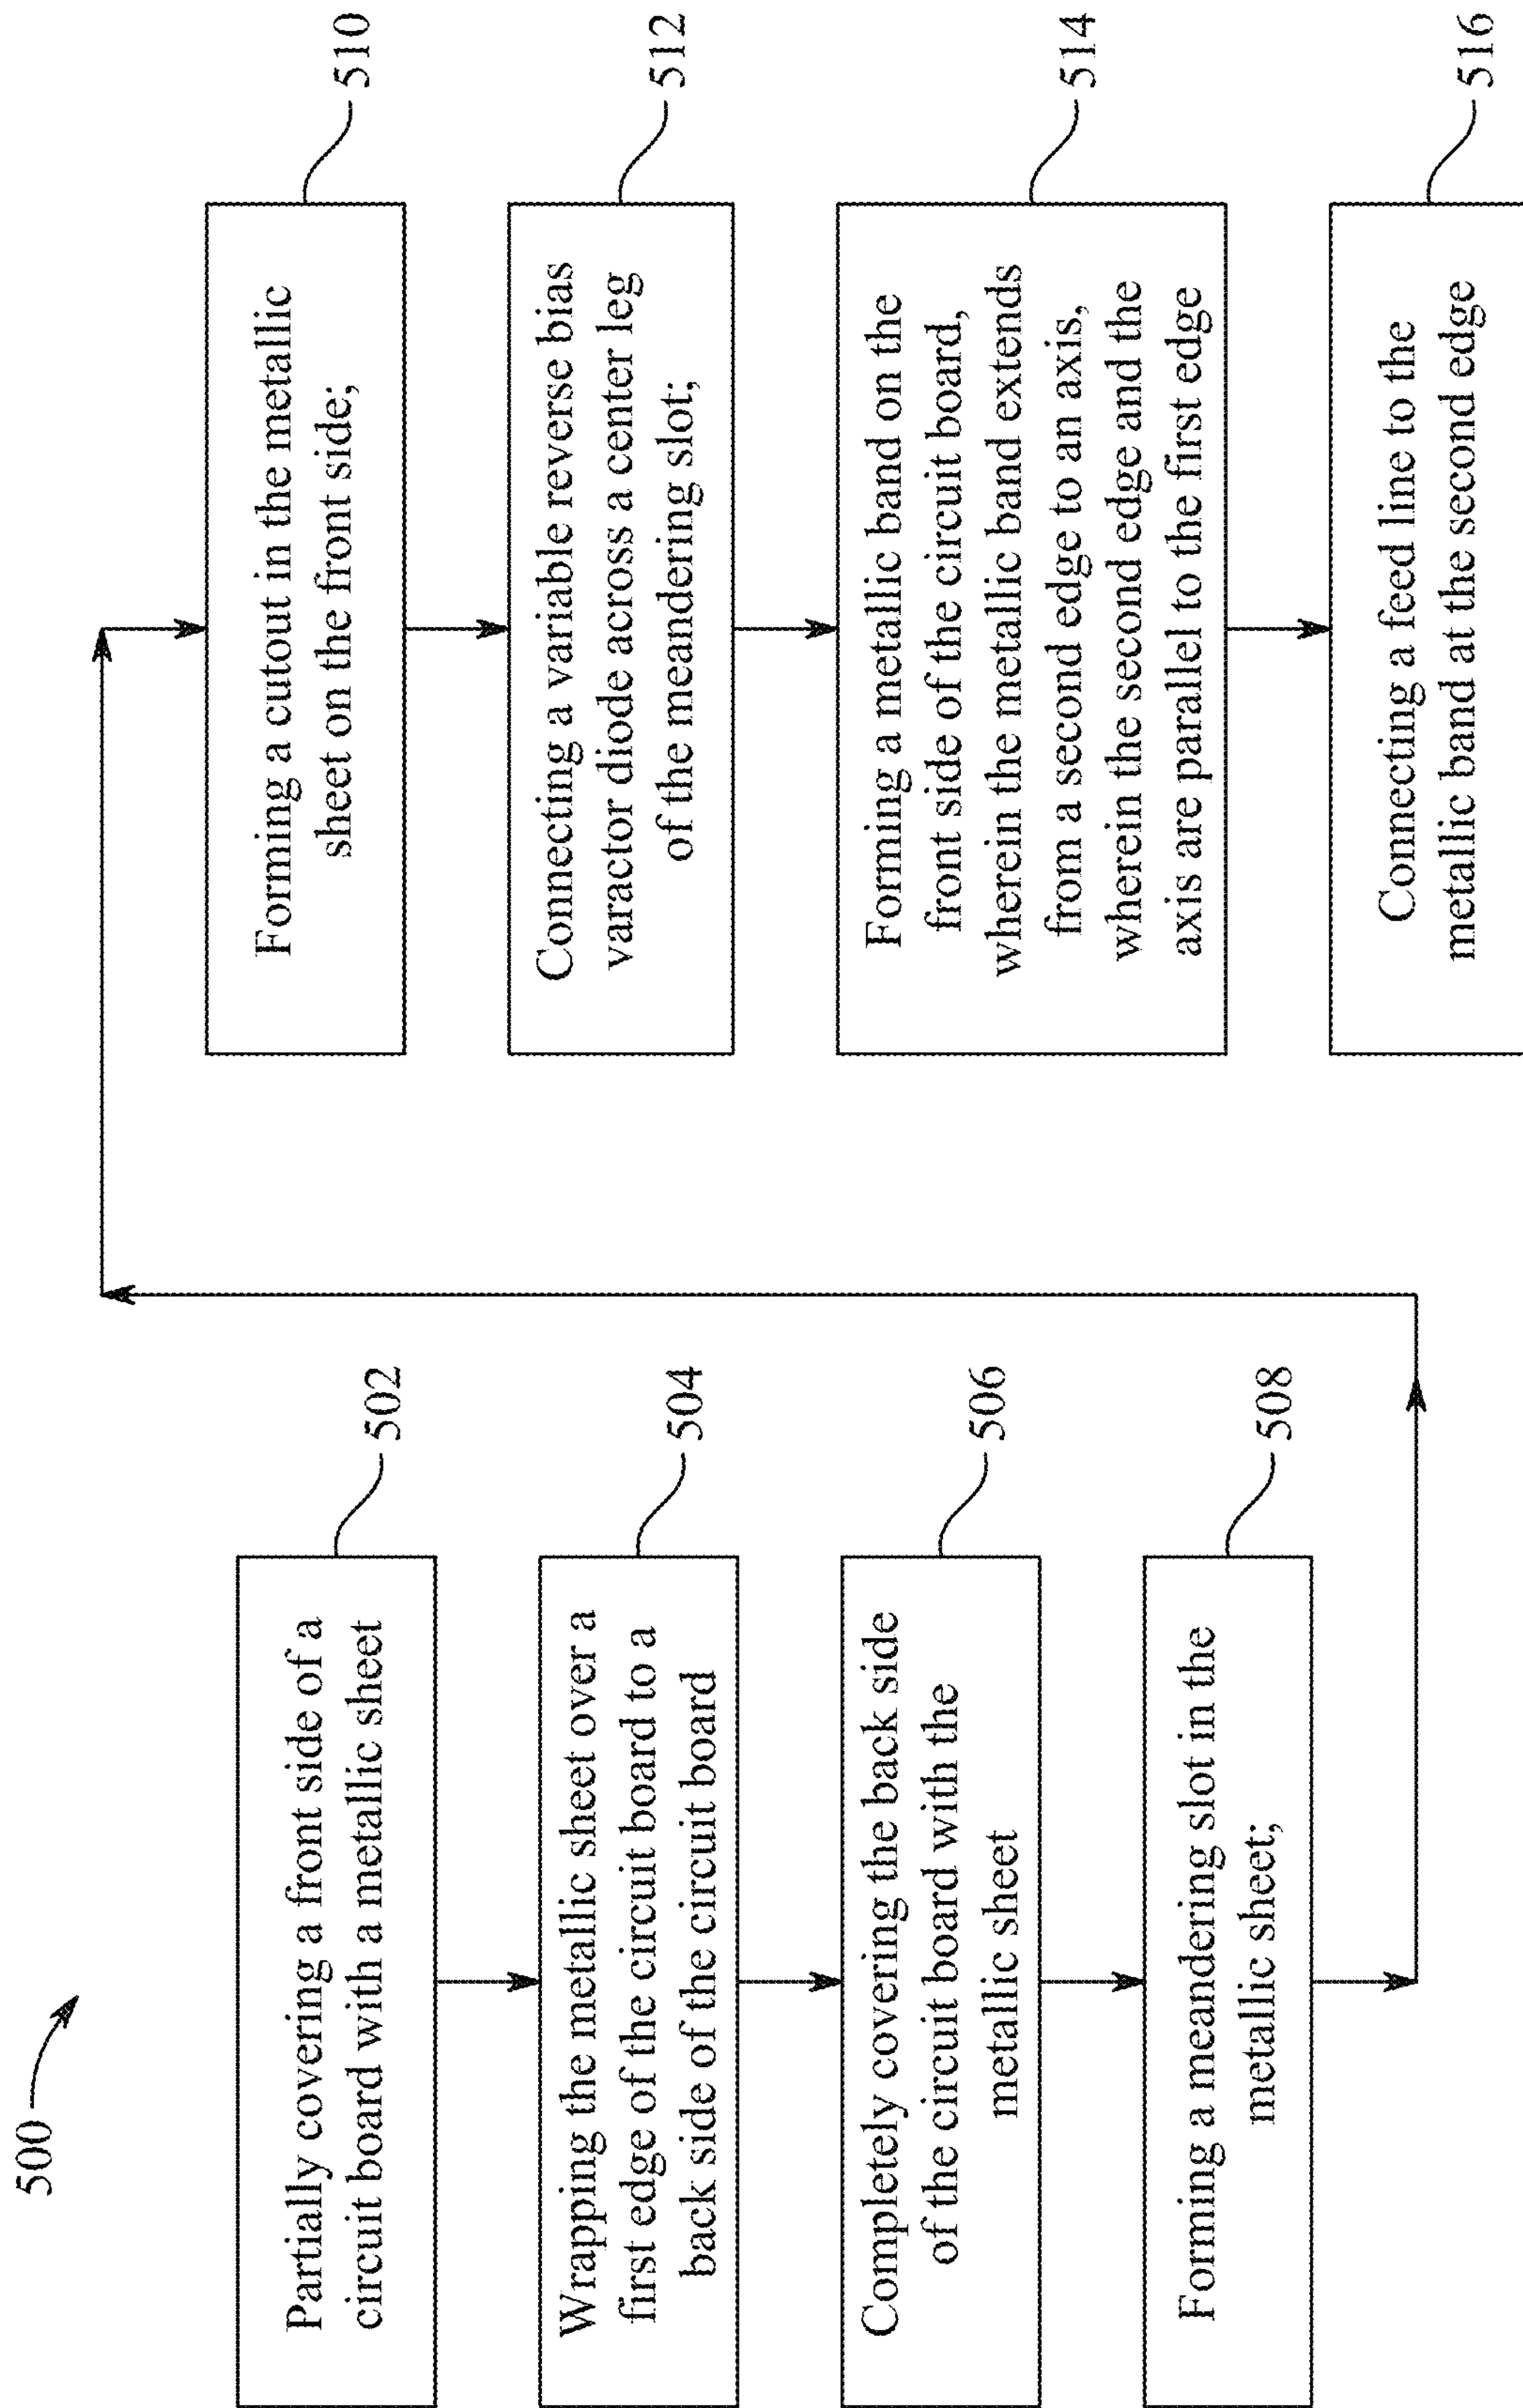 500
Partially covering a front side of a
circuit board with a metallic sheet
502
Wrapping the metallic sheet over a
first edge of the circuit board to a
back side of the circuit board
504
Completely covering the back side
of the circuit board with the
metallic sheet
506
Forming a meandering slot in the
metallic sheet;
508
Forming a cutout in the metallic
sheet on the front side;
510
Connecting a variable reverse bias
varactor diode across a center leg
of the meandering slot;
512
Forming a metallic band on the
front side of the circuit board,
wherein the metallic band extends
from a second edge to an axis,
wherein the second edge and the
axis are parallel to the first edge
514
Connecting a feed line to the
metallic band at the second edge
516